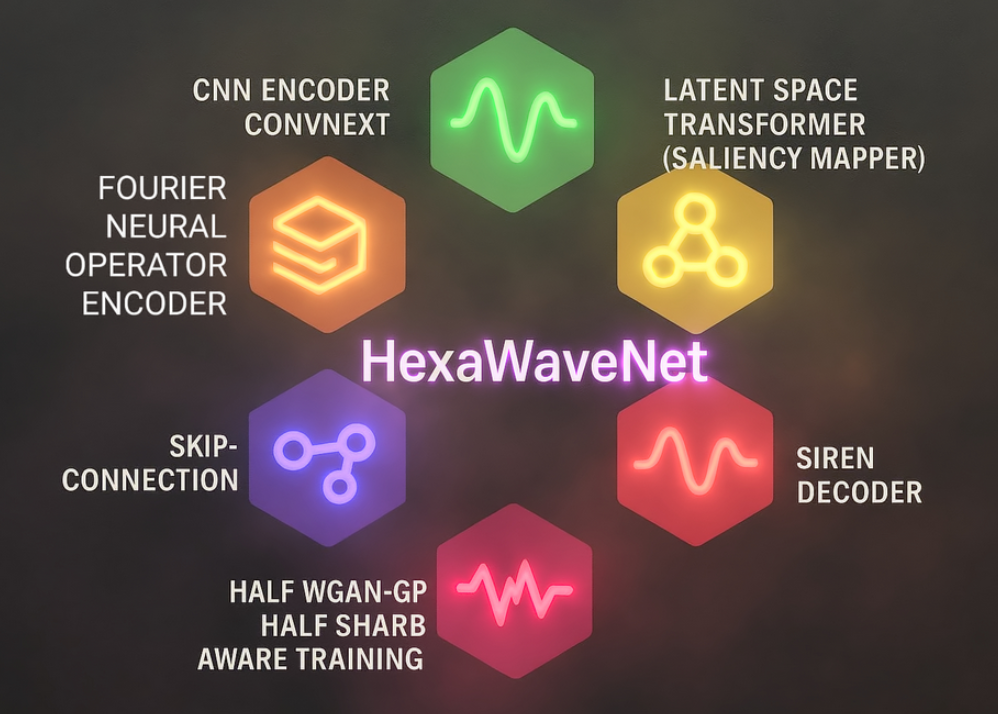 CNN ENCODER
CONVNEXT
LATENT SPACE
TRANSFORMER
(SALIENCY MAPPER)
FOURIER
NEURAL
OPERATOR
ENCODER
HexaWaveNet
SKIP-
CONNECTION
SIREN
DECODER
HALF WGAN-GP
HALF SHARB
AWARE TRAINING